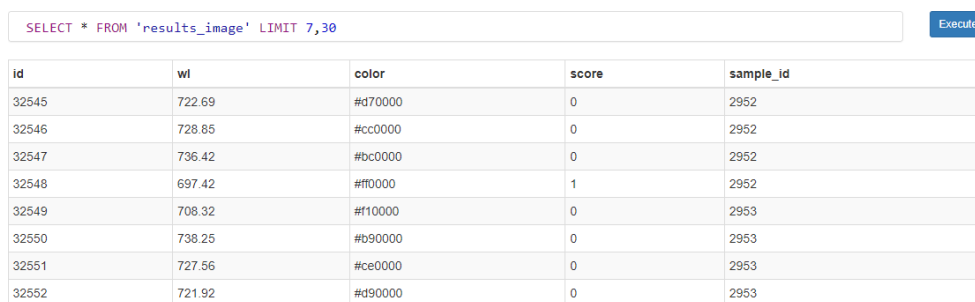 SELECT * FROM 'results_image' LIMIT 7,30
Execute
id wl color score sample_id
32545 722.69 #d70000 0 2952
32546 728.85 #cc0000 0 2952
32547 736.42 #bc0000 0 2952
32548 697.42 #ff0000 1 2952
32549 708.32 #f10000 0 2953
32550 738.25 #b90000 0 2953
32551 727.56 #ce0000 0 2953
32552 721.92 #d90000 0 2953